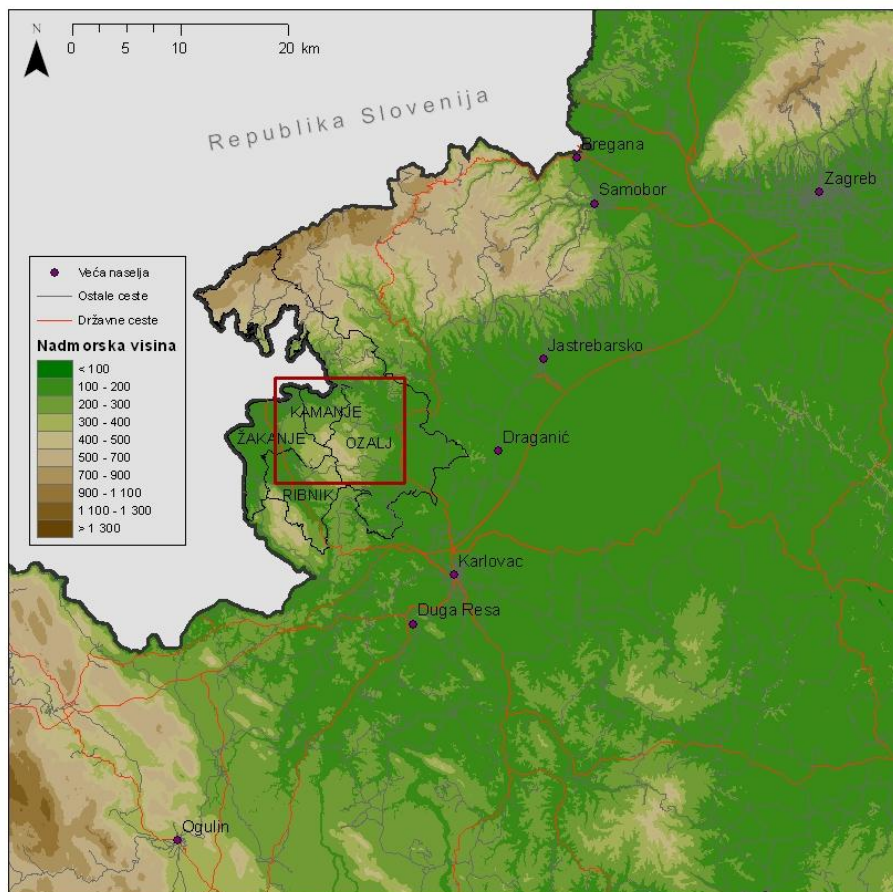 N
0 5 10 20 km
Republika Slovenija
Bregana
Samobor
Zagreb
Veća naselja
Ostale ceste
Državne ceste
Nadmorska visina
< 100
100 - 200
200 - 300
300 - 400
400 - 500
500 - 700
700 - 900
900 - 1 100
1 100 - 1 300
> 1 300
Jastrebarsko
KAMANJE
ŽAKANJE
OZALJ
Draganić
RIBNIK
Karlovac
Duga Resa
Ogulin